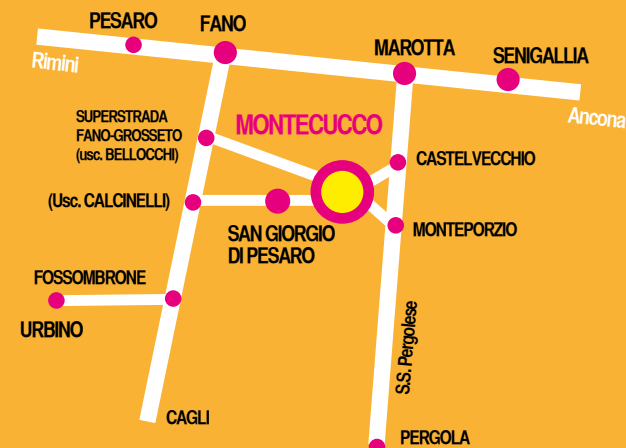 PESARO
FANO
MAROTTA
SENIGALLIA
Rimini
Ancona
SUPERSTRADA
FANO-GROSSETO
(usc. BELLOCCHI)
MONTECUCCO
CASTELVECCHIO
(Usc. CALCINELLI)
SAN GIORGIO
DI PESARO
MONTEPORZIO
FOSSOMBRONE
URBINO
S.S. Pergolese
CAGLI
PERGOLA